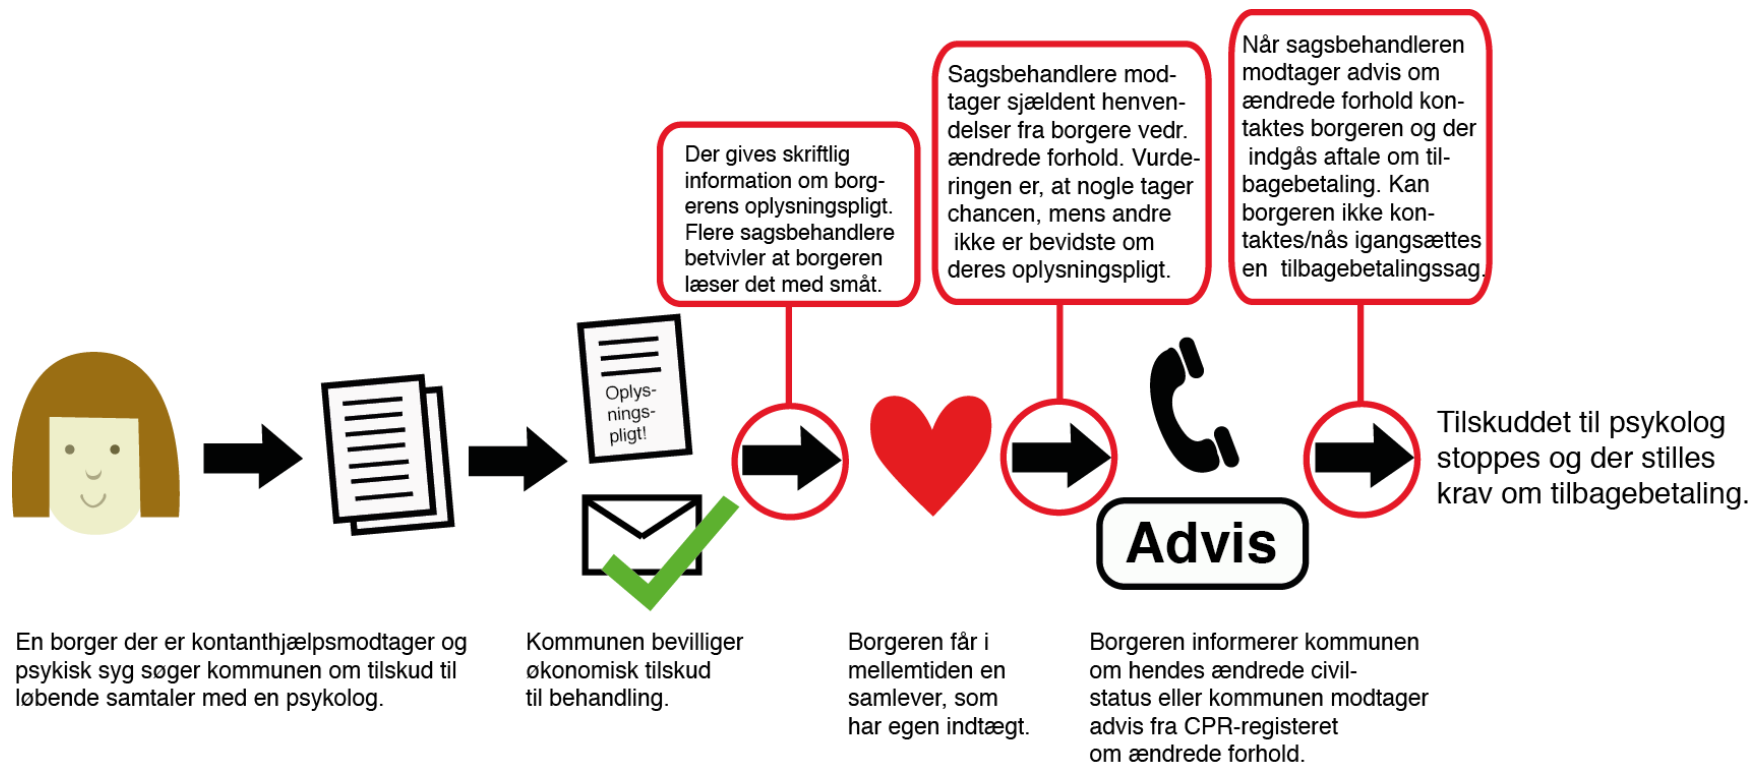 Der gives skriftlig
information om borg-
erens oplysningspligt.
Flere sagsbehandlere
betvivler at borgeren
læser det med småt.
Sagsbehandlere mod-
tager sjældent henven-
delser fra borgere vedr.
ændrede forhold. Vurde-
ringen er, at nogle tager
chancen, mens andre
ikke er bevidste om
deres oplysningspligt.
Når sagsbehandleren
modtager advis om
ændrede forhold kon-
taktes borgeren og der
indgås aftale om til-
bagebetaling. Kan
borgeren ikke kon-
taktes/nås igangsættes
en tilbagebetalingssag.
Oplys-
nings-
pligt!
Advis
Tilskuddet til psykolog
stoppes og der stilles
krav om tilbagebetaling.
En borger der er kontanthjælpsmodtager og
psykisk syg søger kommunen om tilskud til
løbende samtaler med en psykolog.
Kommunen bevilliger
økonomisk tilskud
til behandling.
Borgeren får i
mellemtiden en
samlever, som
har egen indtægt.
Borgeren informerer kommunen
om hendes ændrede civil-
status eller kommunen modtager
advis fra CPR-registeret
om ændrede forhold.